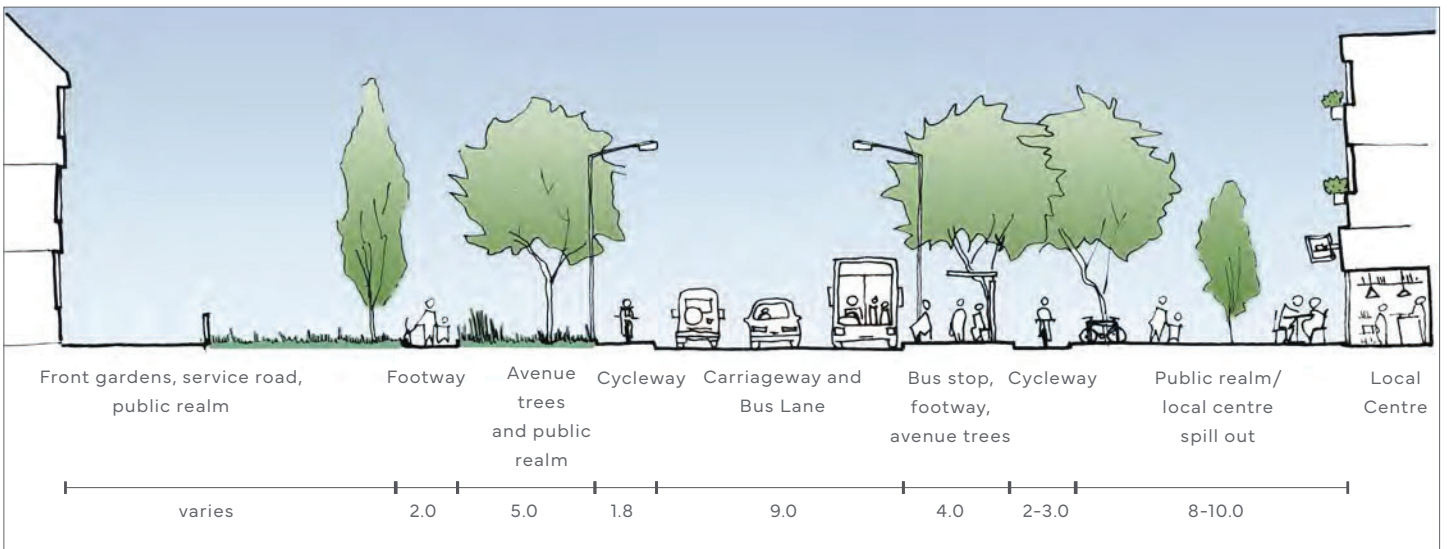 Front gardens, service road,
public realm
Footway
Avenue
trees
and public
realm
Cycleway
Carriageway and
Bus Lane
Bus stop,
footway,
avenue trees
Cycleway
Public realm/
local centre
spill out
Local
Centre
varies
2.0
5.0
1.8
9.0
4.0
2-3.0
8-10.0